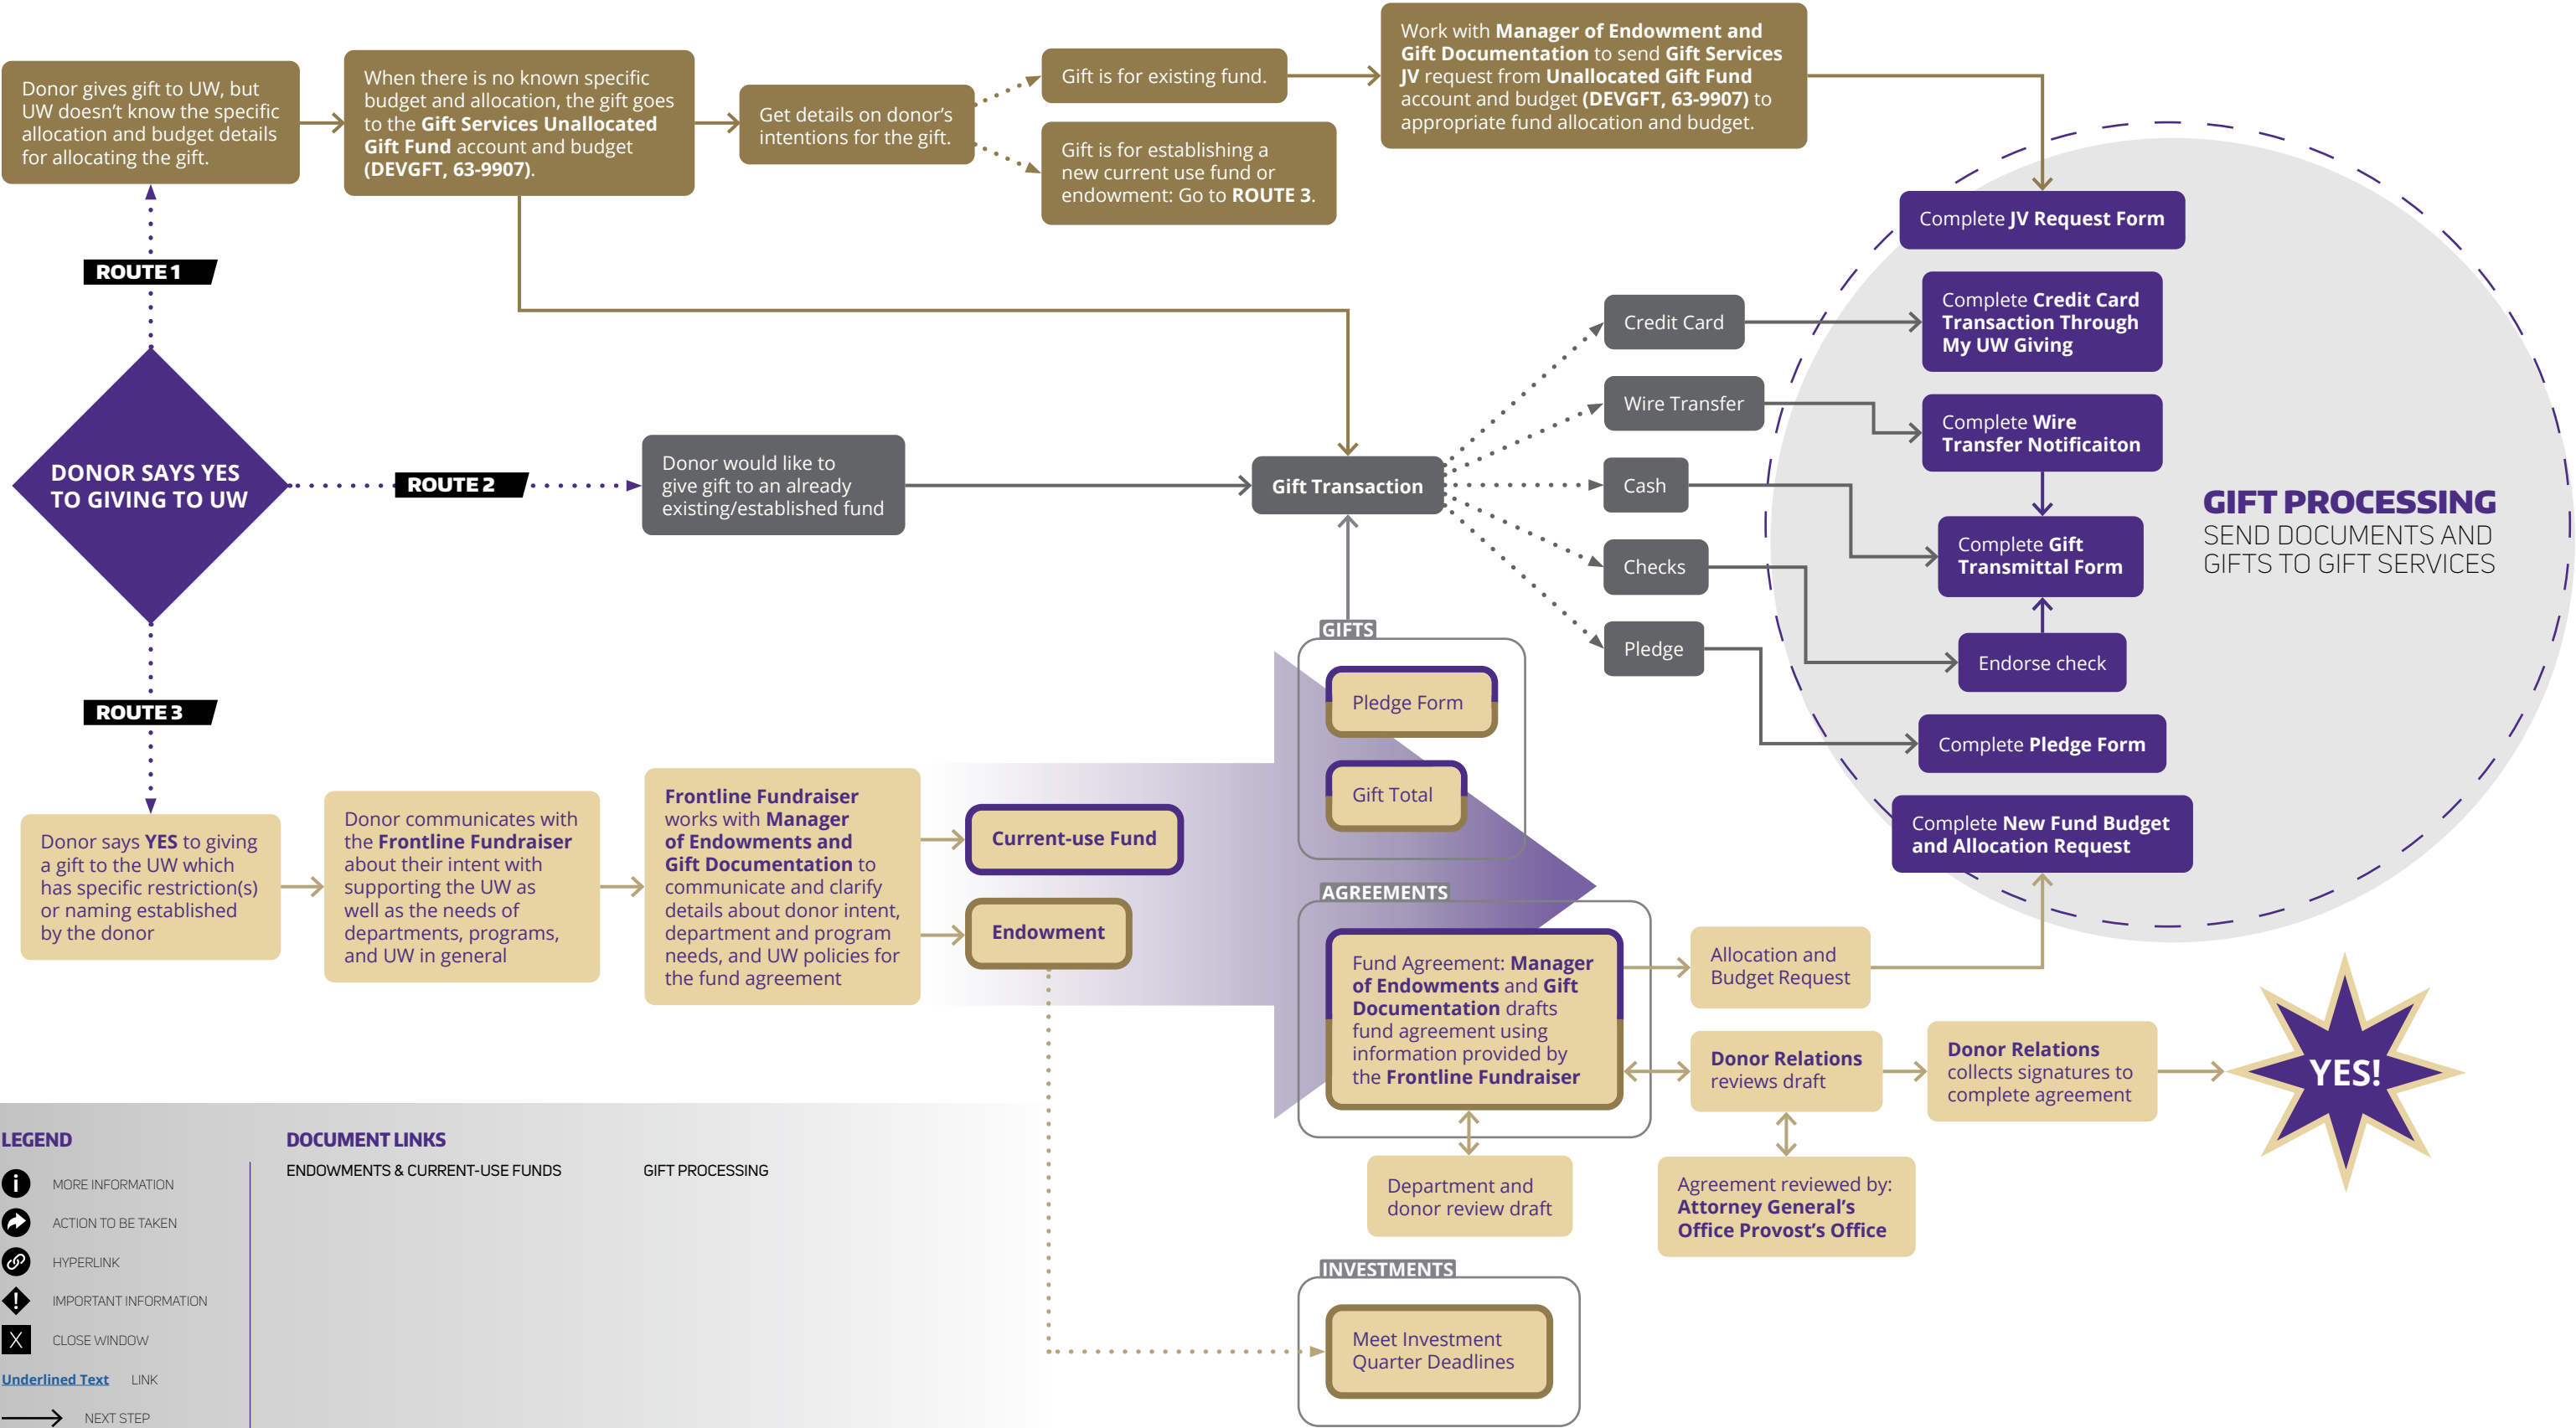 Donor gives gift to UW, but
UW doesn't know the specific
allocation and budget details
for allocating the gift.
When there is no known specific
budget and allocation, the gift goes
to the Gift Services Unallocated
Gift Fund account and budget
(DEVGFT, 63-9907).
Get details on donor's
intentions for the gift.
Gift is for existing fund.
Gift is for establishing a
new current use fund or
endowment: Go to ROUTE 3.
Work with Manager of Endowment and
Gift Documentation to send Gift Services
JV request from Unallocated Gift Fund
account and budget (DEVGFT, 63-9907) to
appropriate fund allocation and budget.
ROUTE 1
DONOR SAYS YES
TO GIVING TO UW
ROUTE 2
Donor would like to
give gift to an already
existing/established fund
Gift Transaction
Credit Card
Wire Transfer
Cash
Checks
Pledge
Complete JV Request Form
Complete Credit Card
Transaction Through
My UW Giving
Complete Wire
Transfer Notificaiton
Complete Gift
Transmittal Form
Endorse check
Complete Pledge Form
Complete New Fund Budget
and Allocation Request
GIFT PROCESSING
SEND DOCUMENTS AND
GIFTS TO GIFT SERVICES
ROUTE 3
Donor says YES to giving
a gift to the UW which
has specific restriction(s)
or naming established
by the donor
Donor communicates with
the Frontline Fundraiser
about their intent with
supporting the UW as
well as the needs of
departments, programs,
and UW in general
Frontline Fundraiser
works with Manager
of Endowments and
Gift Documentation to
communicate and clarify
details about donor intent,
department and program
needs, and UW policies for
the fund agreement
Current-use Fund
Endowment
GIFTS
Pledge Form
Gift Total
AGREEMENTS
Fund Agreement: Manager
of Endowments and Gift
Documentation drafts
fund agreement using
information provided by
the Frontline Fundraiser
Allocation and
Budget Request
Donor Relations
reviews draft
Donor Relations
collects signatures to
complete agreement
YES!
Department and
donor review draft
Agreement reviewed by:
Attorney General's
Office Provost's Office
INVESTMENTS
Meet Investment
Quarter Deadlines
LEGEND
i MORE INFORMATION
ACTION TO BE TAKEN
HYPERLINK
! IMPORTANT INFORMATION
X CLOSE WINDOW
Underlined Text LINK
NEXT STEP
DOCUMENT LINKS
ENDOWMENTS & CURRENT-USE FUNDS
GIFT PROCESSING